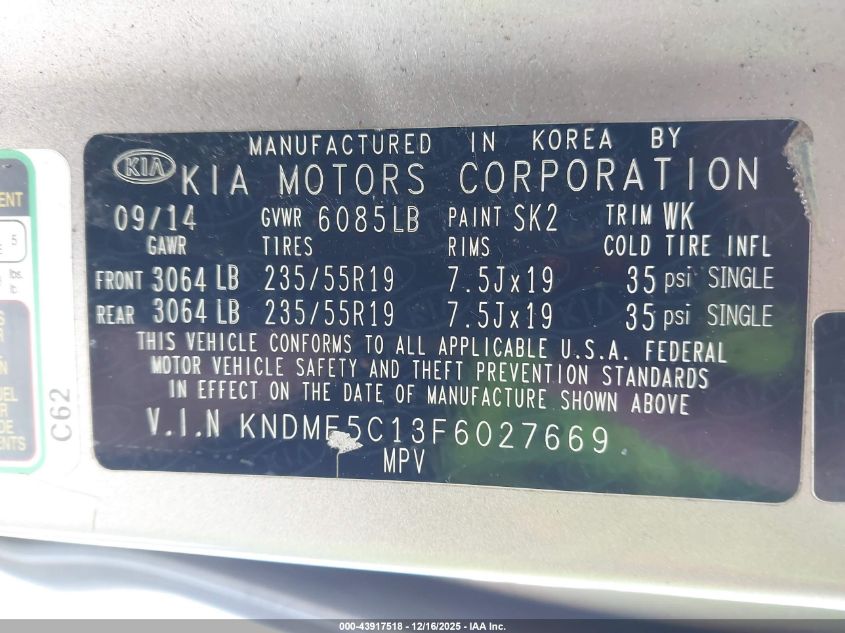 MANUFACTURED IN KOREA BY
KIA KIA MOTORS CORPORATION
09/14 GVWR 6085LB PAINT SK2 TRIM WK
GAWR TIRES RIMS COLD TIRE INFL
FRONT 3064 LB 235/55R19 7.5Jx19 35 psi SINGLE
REAR 3064 LB 235/55R19 7.5Jx19 35 psi SINGLE
THIS VEHICLE CONFORMS TO ALL APPLICABLE U.S.A. FEDERAL
MOTOR VEHICLE SAFETY AND THEFT PREVENTION STANDARDS
IN EFFECT ON THE DATE OF MANUFACTURE SHOWN ABOVE
V.I.N KNDME5C13F6027669
MPV
C62
000-43917518 - 12/16/2025 - IAA Inc.